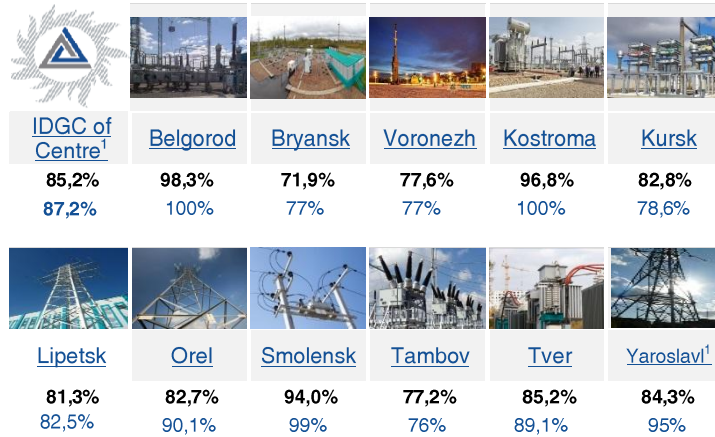 IDGC of
Centre¹
Belgorod
Bryansk
Voronezh
Kostroma
Kursk
85,2%
98,3%
71,9%
77,6%
96,8%
82,8%
87,2%
100%
77%
77%
100%
78,6%
Lipetsk
Orel
Smolensk
Tambov
Tver
Yaroslavl¹
81,3%
82,7%
94,0%
77,2%
85,2%
84,3%
82,5%
90,1%
99%
76%
89,1%
95%